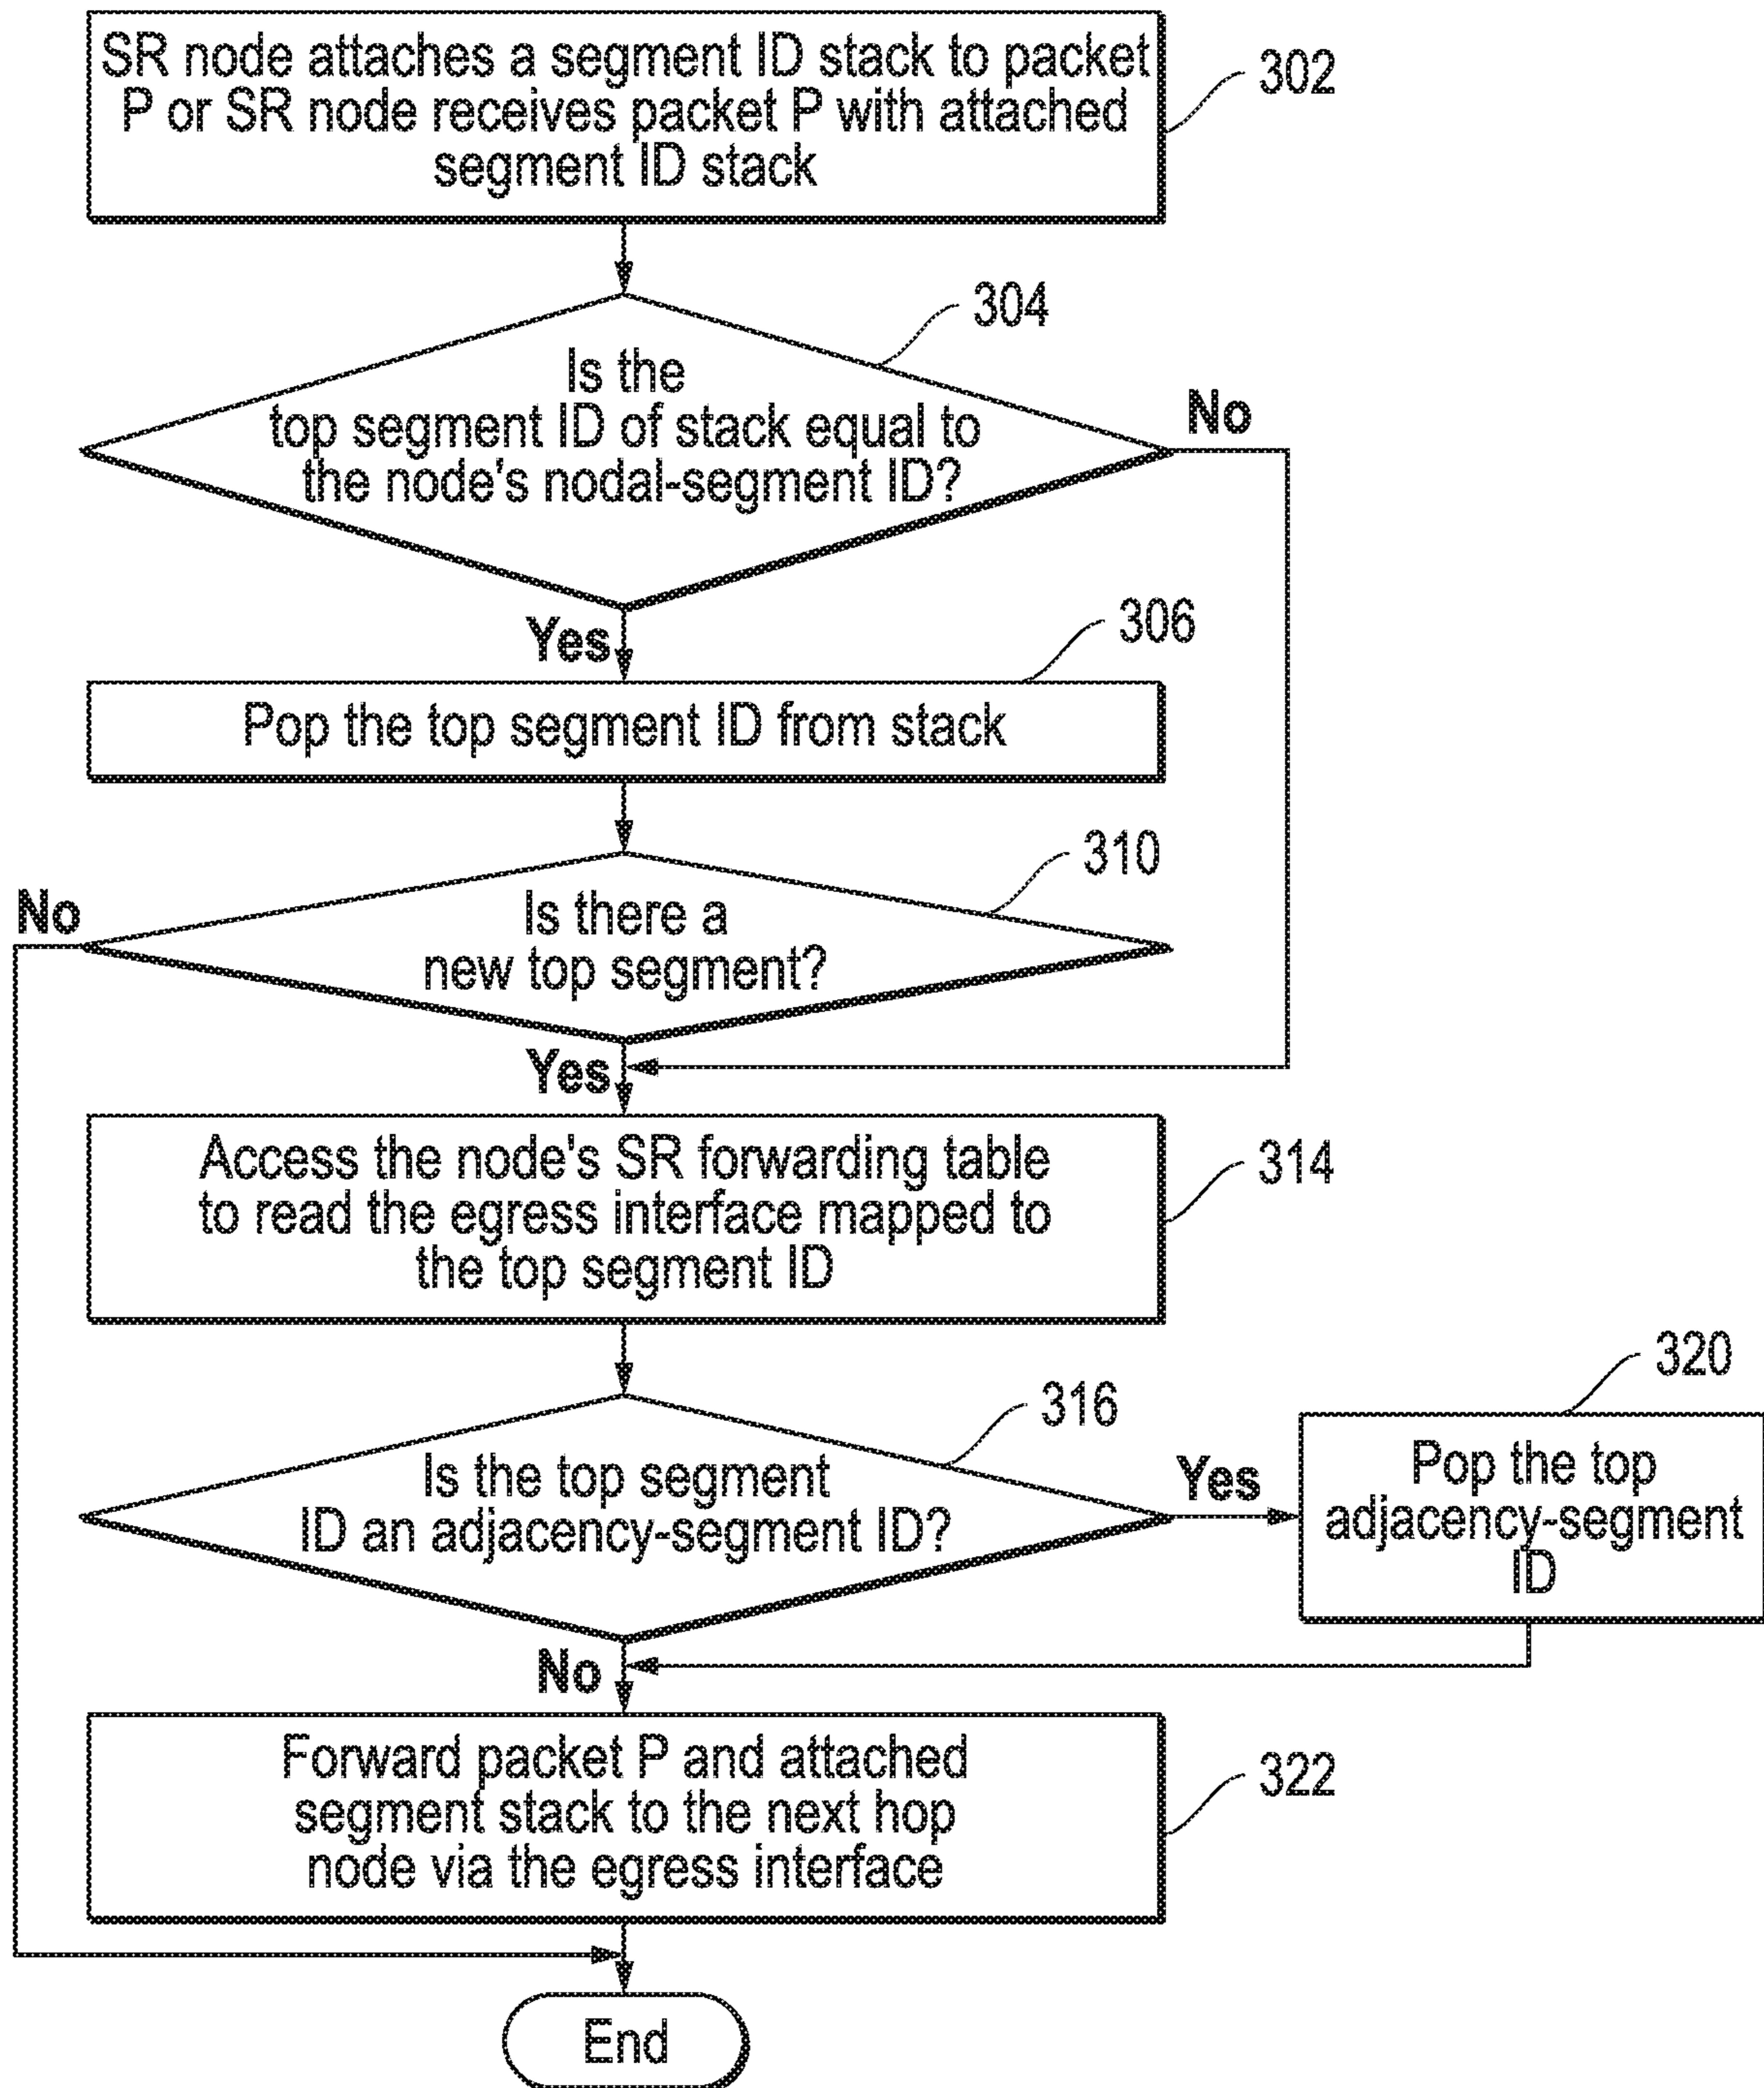 SR node attaches a segment ID stack to packet
P or SR node receives packet P with attached
segment ID stack
302
304
Is the
top segment ID of stack equal to
the node's nodal-segment ID?
No
Yes
306
Pop the top segment ID from stack
310
No
Is there a
new top segment?
Yes
Access the node's SR forwarding table
to read the egress interface mapped to
the top segment ID
314
316
Is the top segment
ID an adjacency-segment ID?
Yes
320
Pop the top
adjacency-segment
ID
No
Forward packet P and attached
segment stack to the next hop
node via the egress interface
322
End